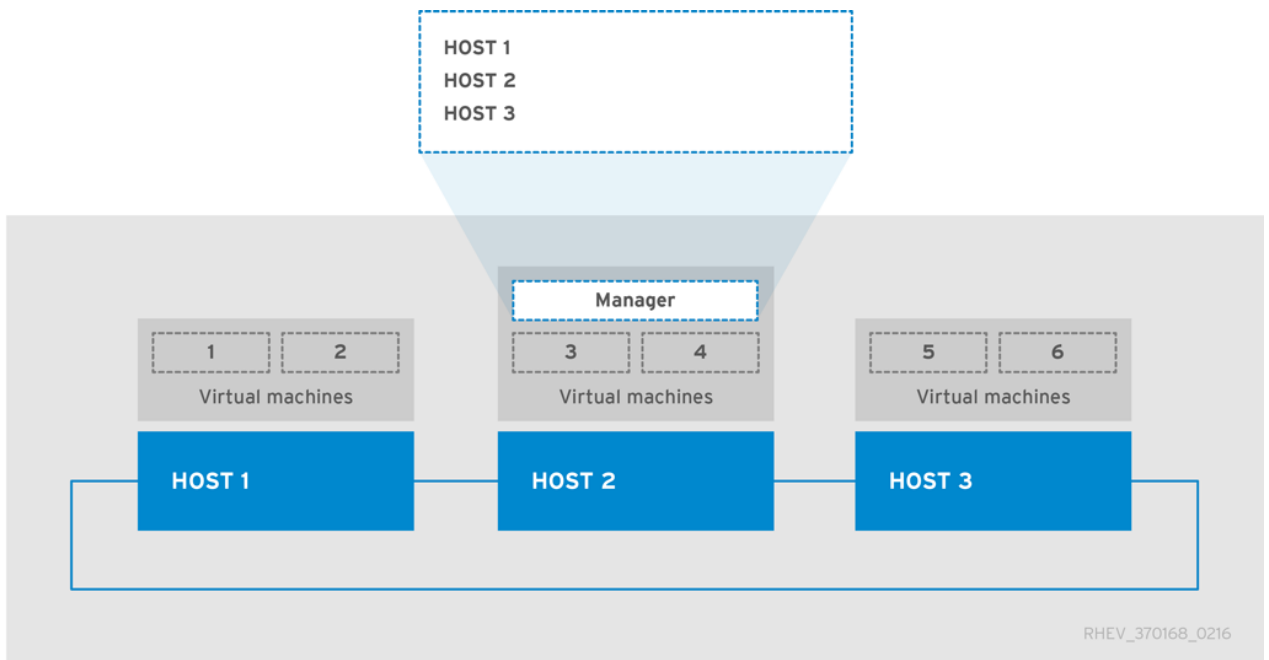 HOST 1
HOST 2
HOST 3
Manager
1 2 3 4 5 6
Virtual machines Virtual machines Virtual machines
HOST 1 HOST 2 HOST 3
RHEV_370168_0216